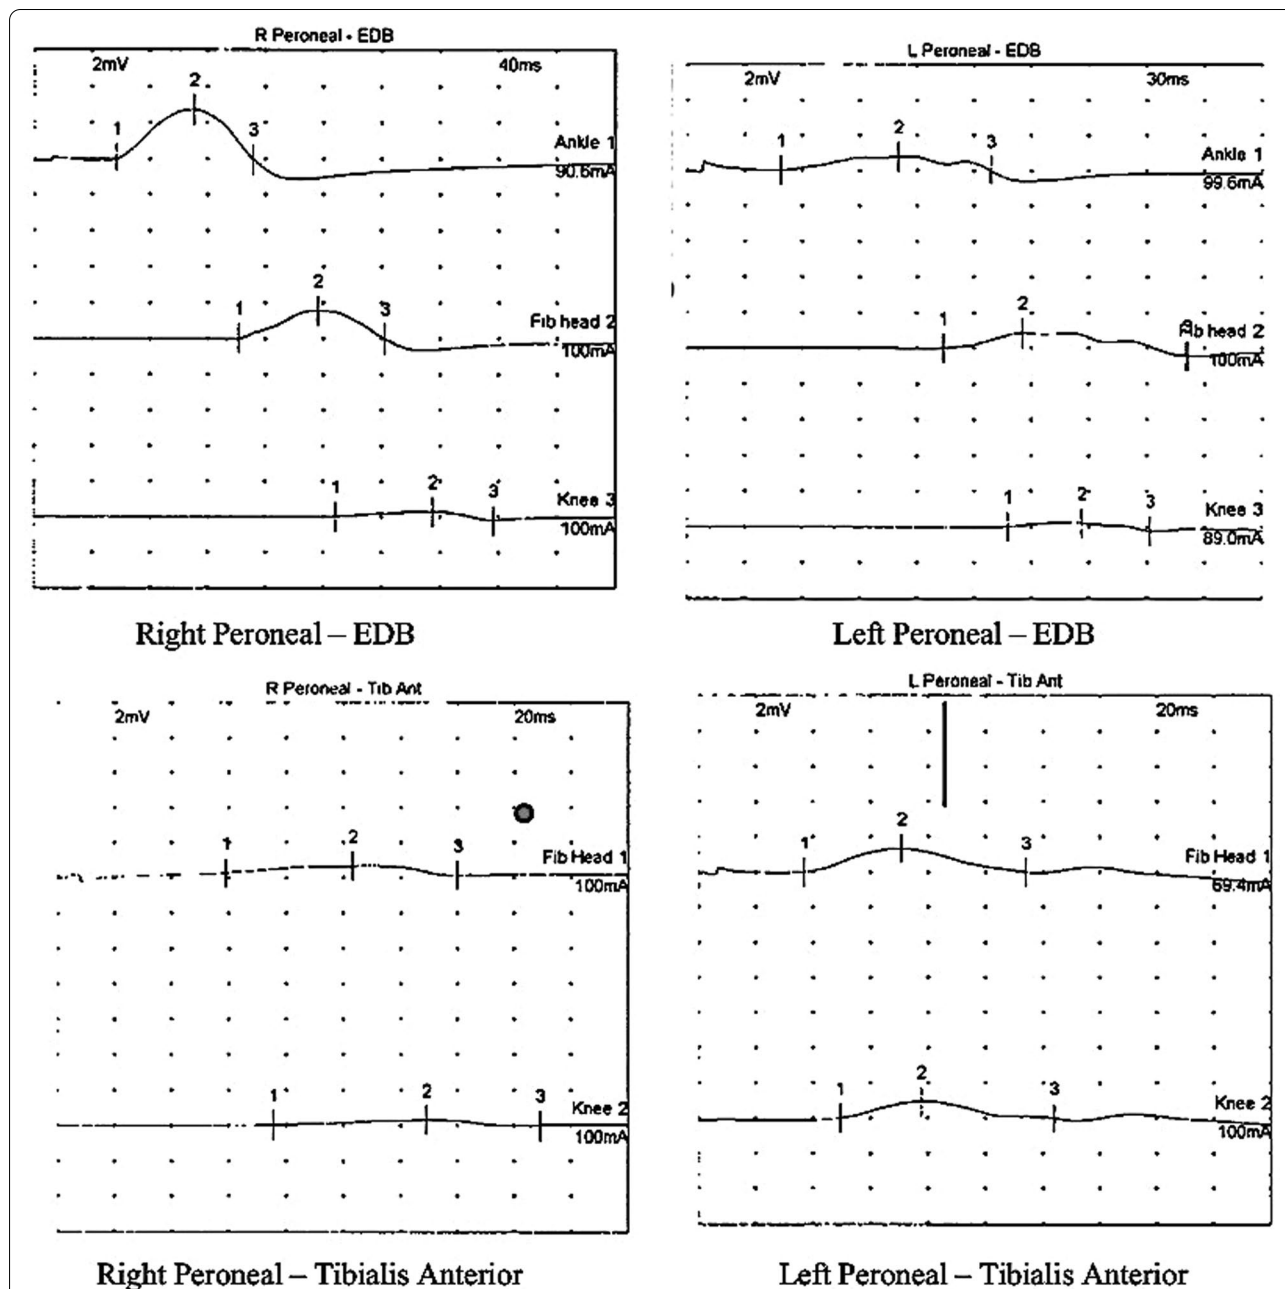 R Peroneal - EDB
2mV 40ms
2
1 3
Ankle 1
90.6mA
2
1 3
Fib head 2
100mA
1 2 3
Knee 3
100mA
Right Peroneal – EDB
L Peroneal - EDB
2mV 30ms
1 2 3
Ankle 1
99.6mA
1 2 3
Fib head 2
100mA
1 2 3
Knee 3
89.0mA
Left Peroneal – EDB
R Peroneal - Tib Ant
2mV 20ms
1 2 3
Fib Head 1
100mA
1 2 3
Knee 2
100mA
Right Peroneal – Tibialis Anterior
L Peroneal - Tib Ant
2mV 20ms
2
1 3
Fib Head 1
69.4mA
2
1 3
Knee 2
100mA
Left Peroneal – Tibialis Anterior